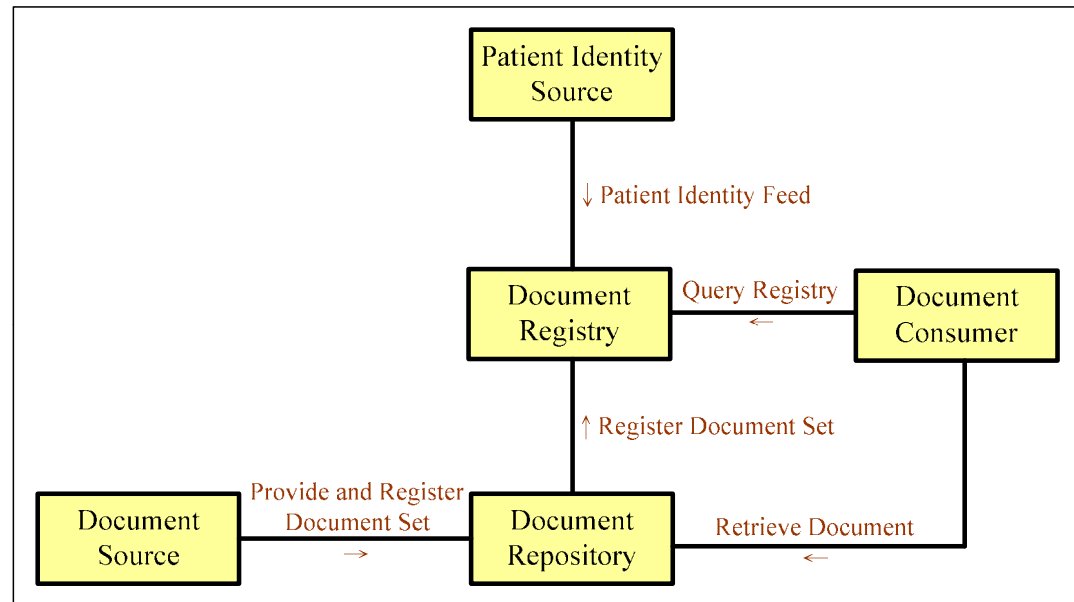 Patient Identity
Source
↓ Patient Identity Feed
Document
Registry
Query Registry
←
Document
Consumer
↑ Register Document Set
Document
Source
Provide and Register
Document Set
→
Document
Repository
Retrieve Document
←